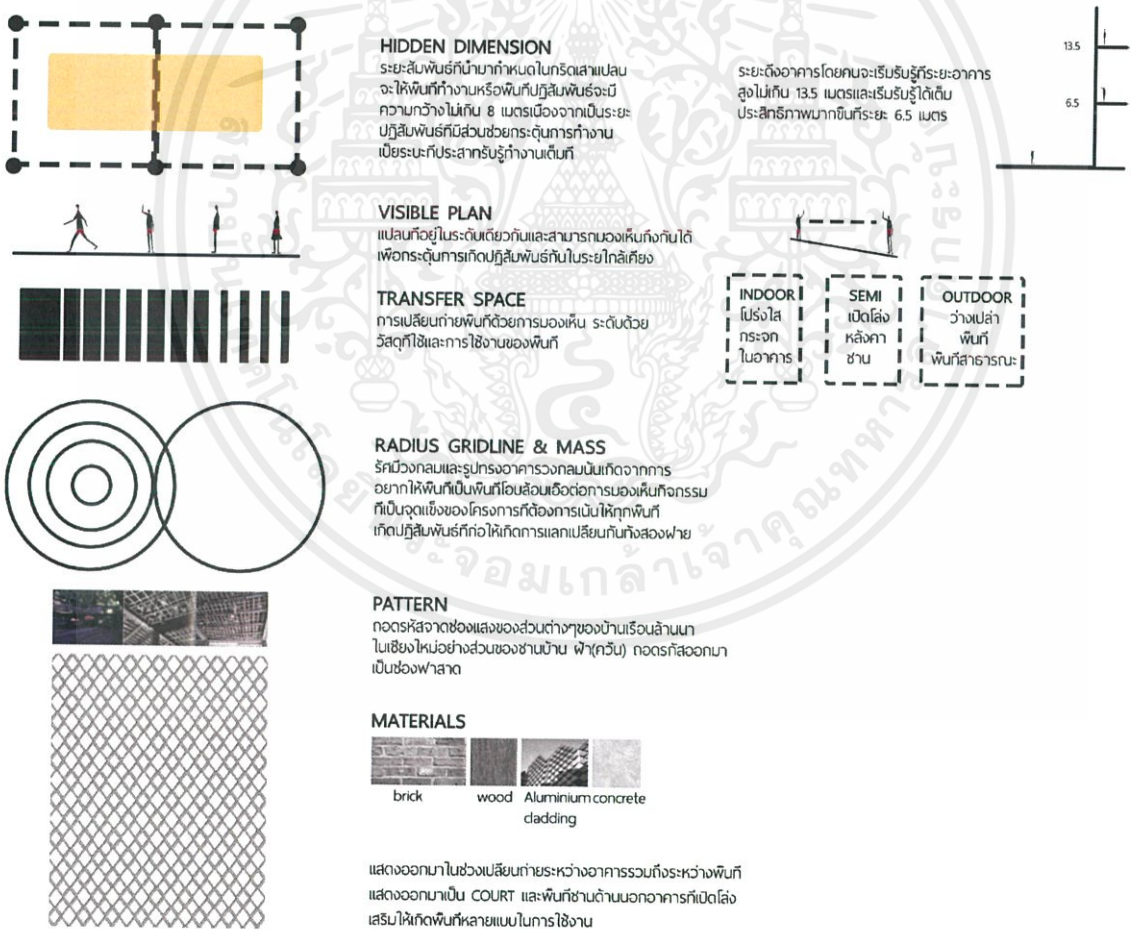 HIDDEN DIMENSION
ระยะสัมพันธ์ที่นำมากำหนดในกริดเสาแปลน
จะให้พื้นที่ทำงานหรือพื้นที่ปฎิสัมพันธ์จะมี
ความกว้างไม่เกิน 8 เมตรเนื่องจากเป็นระยะ
ปฎิสัมพันธ์ที่มีส่วนช่วยกระตุ้นการทำงาน
เป็ยระบะที่ประสาทรับรู้ทำงานเต็มที่
ระยะดึงอาคารโดยคนจะเริ่มรับรู้ที่ระยะอาคาร
สูงไม่เกิน 13.5 เมตรและเริ่มรับรู้ได้เต็ม
ประสิทธิภาพมากขึ้นที่ระยะ 6.5 เมตร
13.5
6.5
VISIBLE PLAN
แปลนที่อยู่ในระดับเดียวกันและสามารถมองเห็นถึงกันได้
เพื่อกระตุ้นการเกิดปฎิสัมพันธ์กันในระยใกล้เคียง
TRANSFER SPACE
การเปลี่ยนถ่ายพื้นที่ด้วยการมองเห็น ระดับด้วย
วัสดุที่ใช้และการใช้งานของพื้นที่
INDOOR
โปร่งใส
กระจก
ในอาคาร
SEMI
เปิดโล่ง
หลังคา
ชาน
OUTDOOR
ว่างเปล่า
พื้นที่
พื้นที่สาธารณะ
RADIUS GRIDLINE & MASS
รัศมีวงกลมและรูปทรงอาคารวงกลมนั้นเกิดจากการ
อยากให้พื้นที่เป็นพื้นที่โอบล้อมเอื้อต่อการมองเห็นกิจกรรม
ที่เป็นจุดแข็งของโครงการที่ต้องการเน้นให้ทุกพื้นที่
เกิดปฎิสัมพันธ์ที่ก่อให้เกิดการแลกเปลี่ยนกันทั้งสองฝ่าย
PATTERN
ถอดรหัสจาดช่องแสงของส่วนต่างๆของบ้านเรือนล้านนา
ในเชียงใหม่อย่างส่วนของชานบ้าน ฝ้า(ควัน) ถอดรกัสออกมา
เป็นช่องฟาสาด
MATERIALS
brick
wood
Aluminium cladding
concrete
แสดงออกมาในช่วงเปลี่ยนถ่ายระหว่างอาคารรวมถึงระหว่างพื้นที่
แสดงออกมาเป็น COURT และพื้นที่ชานด้านนอกอาคารที่เปิดโล่ง
เสริมให้เกิดพื้นที่หลายแบบในการใช้งาน